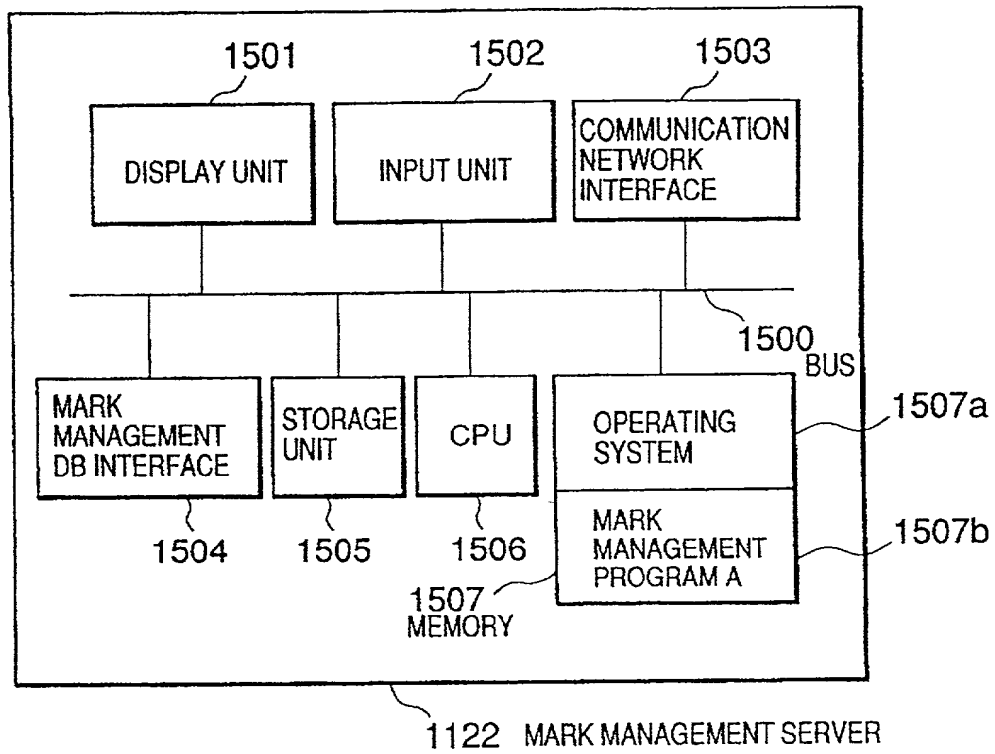 1501
1502
1503
DISPLAY UNIT
INPUT UNIT
COMMUNICATION
NETWORK
INTERFACE
1500
BUS
MARK
MANAGEMENT
DB INTERFACE
STORAGE
UNIT
CPU
OPERATING
SYSTEM
1507a
MARK
MANAGEMENT
PROGRAM A
1507b
1504
1505
1506
1507
MEMORY
1122 MARK MANAGEMENT SERVER